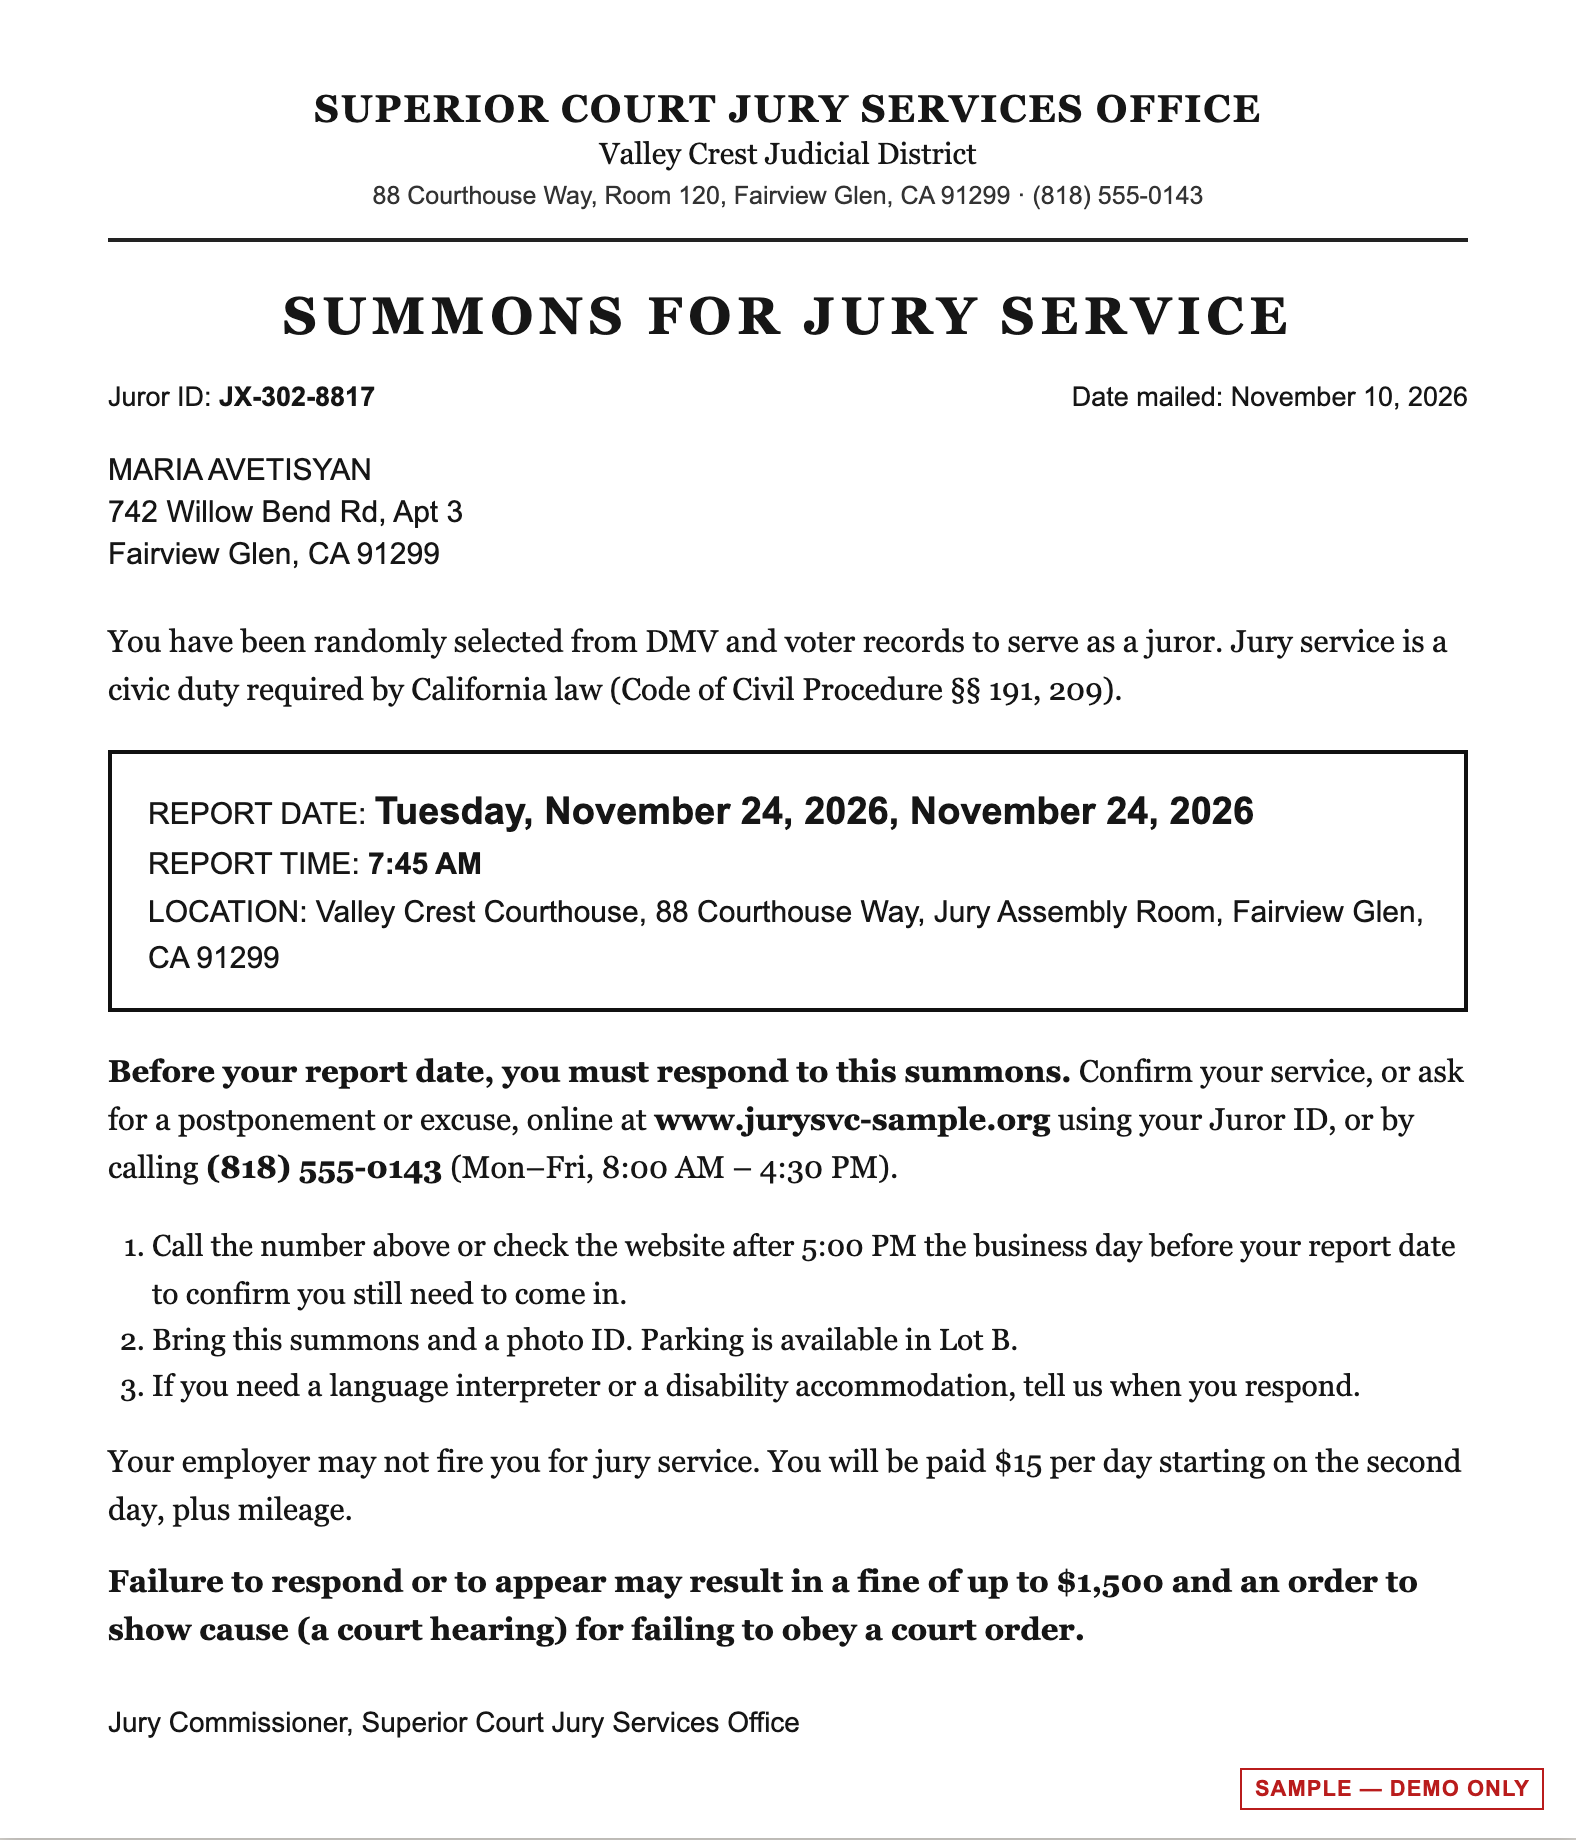 SUPERIOR COURT JURY SERVICES OFFICE
Valley Crest Judicial District
88 Courthouse Way, Room 120, Fairview Glen, CA 91299 · (818) 555-0143
SUMMONS FOR JURY SERVICE
Juror ID: JX-302-8817
Date mailed: November 10, 2026
MARIA AVETISYAN
742 Willow Bend Rd, Apt 3
Fairview Glen, CA 91299
You have been randomly selected from DMV and voter records to serve as a juror. Jury service is a
civic duty required by California law (Code of Civil Procedure §§ 191, 209).
REPORT DATE: Tuesday, November 24, 2026, November 24, 2026
REPORT TIME: 7:45 AM
LOCATION: Valley Crest Courthouse, 88 Courthouse Way, Jury Assembly Room, Fairview Glen,
CA 91299
Before your report date, you must respond to this summons. Confirm your service, or ask
for a postponement or excuse, online at www.jurysvc-sample.org using your Juror ID, or by
calling (818) 555-0143 (Mon–Fri, 8:00 AM – 4:30 PM).
1. Call the number above or check the website after 5:00 PM the business day before your report date
to confirm you still need to come in.
2. Bring this summons and a photo ID. Parking is available in Lot B.
3. If you need a language interpreter or a disability accommodation, tell us when you respond.
Your employer may not fire you for jury service. You will be paid $15 per day starting on the second
day, plus mileage.
Failure to respond or to appear may result in a fine of up to $1,500 and an order to
show cause (a court hearing) for failing to obey a court order.
Jury Commissioner, Superior Court Jury Services Office
SAMPLE — DEMO ONLY